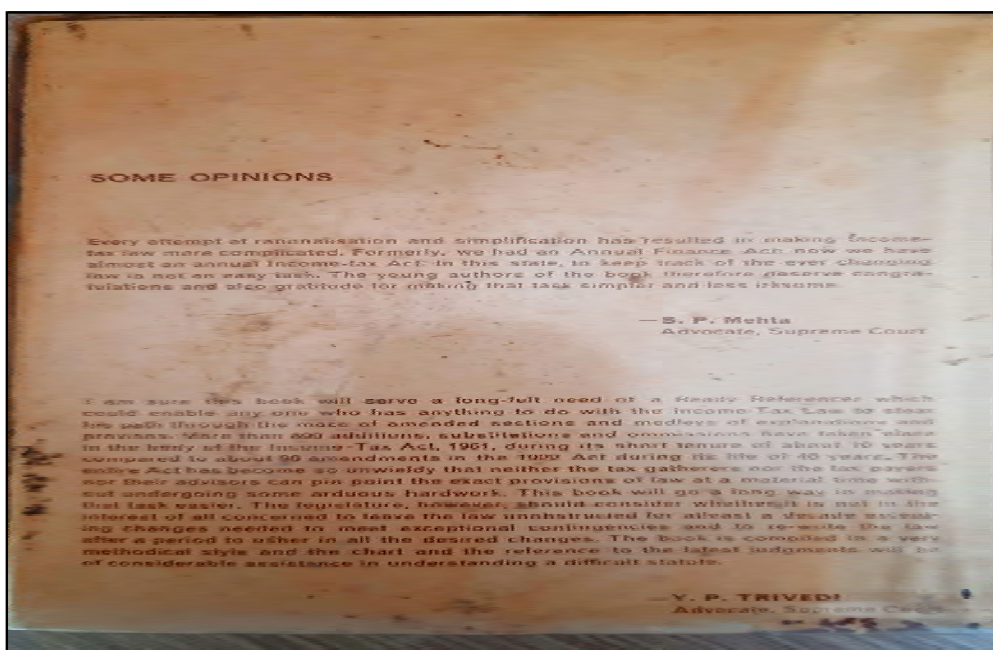 SOME OPINIONS
Every attempt at rationalisation and simplification has resulted in making Income-
tax law more complicated. Formerly, we had an Annual Finance Act; now we have
almost an annual Income-tax Act. In this state, to keep track of the ever changing
law is not an easy task. The young authors of the book therefore deserve congra-
tulations and also gratitude for making that task simpler and less irksome.
—S. P. Mehta
Advocate, Supreme Court
I am sure this book will serve a long-felt need of a Ready Referencer which
could enable any one who has anything to do with the Income-Tax Law to clear
his path through the maze of amended sections and medleys of explanations and
provisos. More than 600 additions, substitutions and ommissions have taken place
in the body of the Income-Tax Act, 1961, during its short tenure of about 10 years
compared to about 90 amendments in the 1922 Act during its life of 40 years. The
entire Act has become so unwieldy that neither the tax gatherers nor the tax payers
nor their advisors can pin point the exact provisions of law at a material time with-
out undergoing some arduous hardwork. This book will go a long way in making
that task easier. The legislature, however, should consider whether it is not in the
interest of all concerned to leave the law unamended for atleast a decade
ing changes needed to meet exceptional contingencies and to re-write the law
after a period to usher in all the desired changes. The book is compiled in a very
methodical style and the chart and the reference to the latest judgments will be
of considerable assistance in understanding a difficult statute.
—Y. P. TRIVEDI
Advocate, Supreme Court